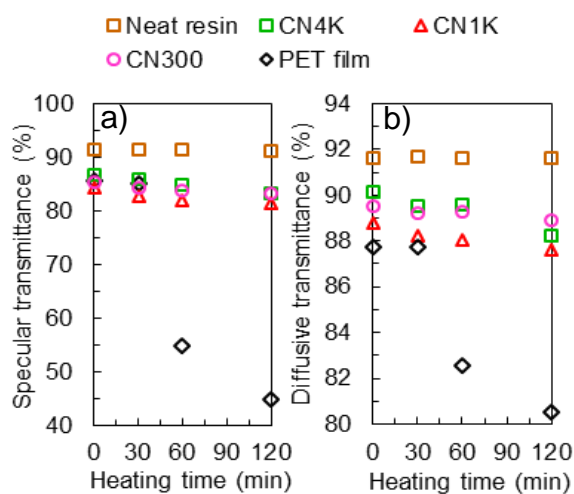 Neat resin CN4K CN1K
CN300 PET film
a)
Specular transmittance (%)
100
90
80
70
60
50
40
0 30 60 90 120
Heating time (min)
b)
Diffusive transmittance (%)
94
92
90
88
86
84
82
80
0 30 60 90 120
Heating time (min)